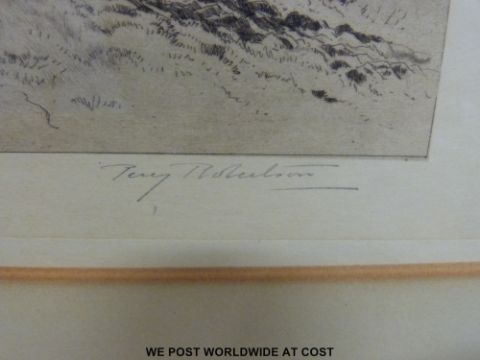 Percy Robertson
WE POST WORLDWIDE AT COST